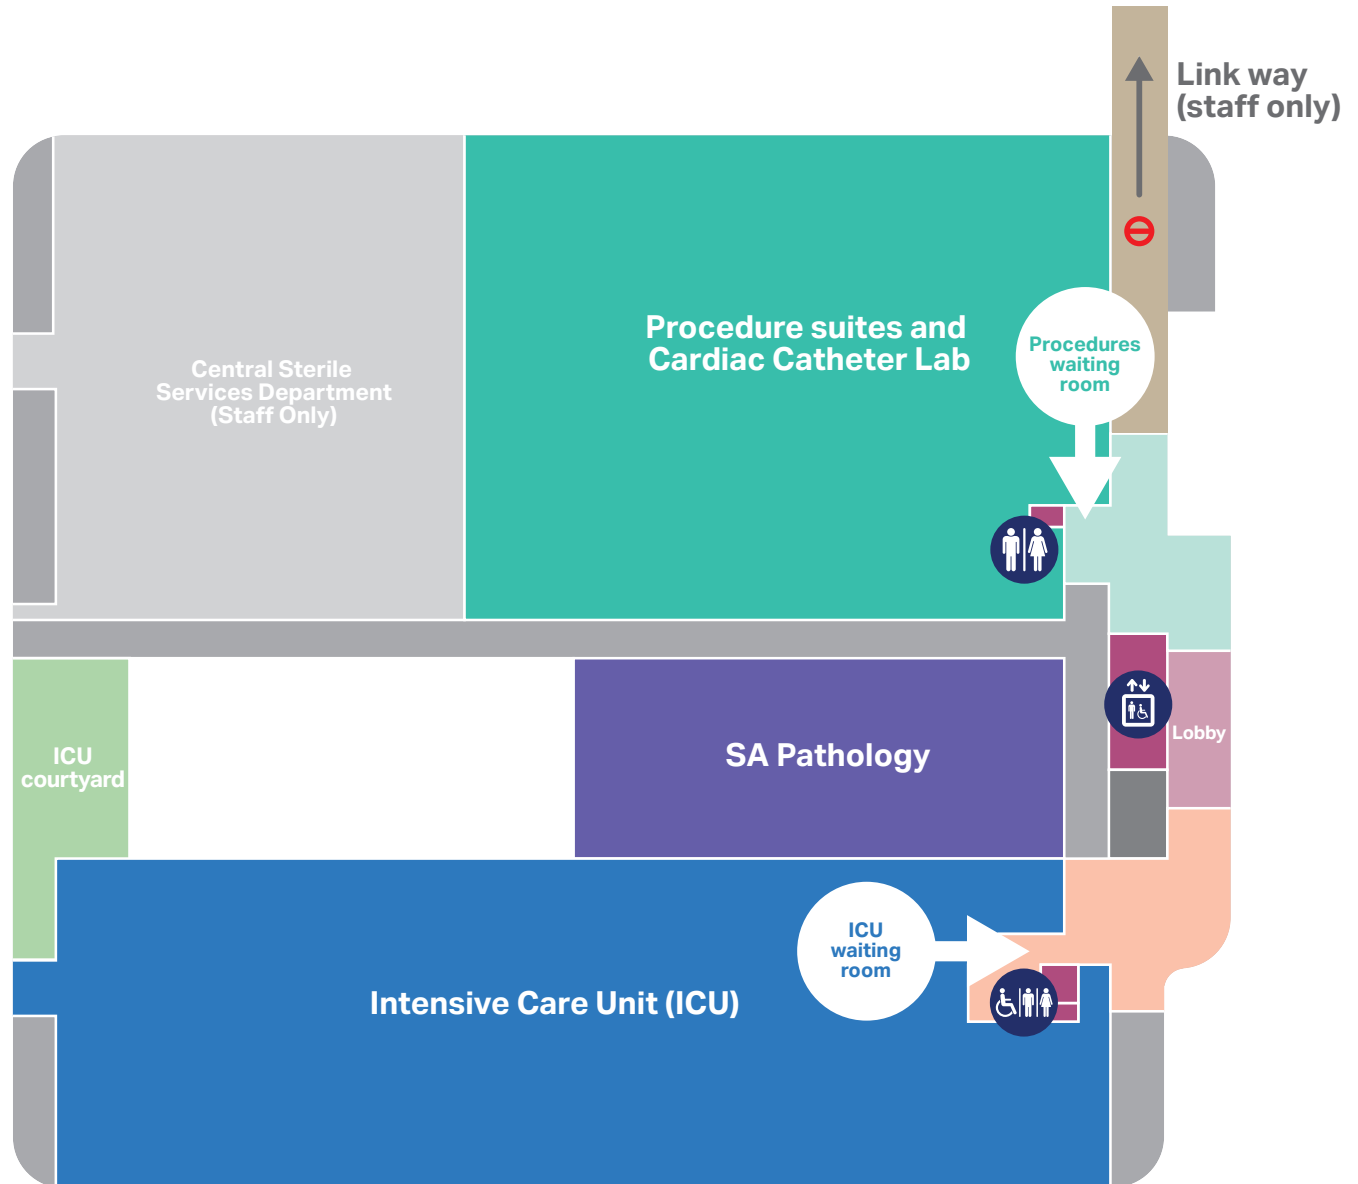 Link way
(staff only)
Procedure suites and
Cardiac Catheter Lab
Procedures
waiting
room
Central Sterile
Services Department
(Staff Only)
Lobby
SA Pathology
ICU
courtyard
ICU
waiting
room
Intensive Care Unit (ICU)